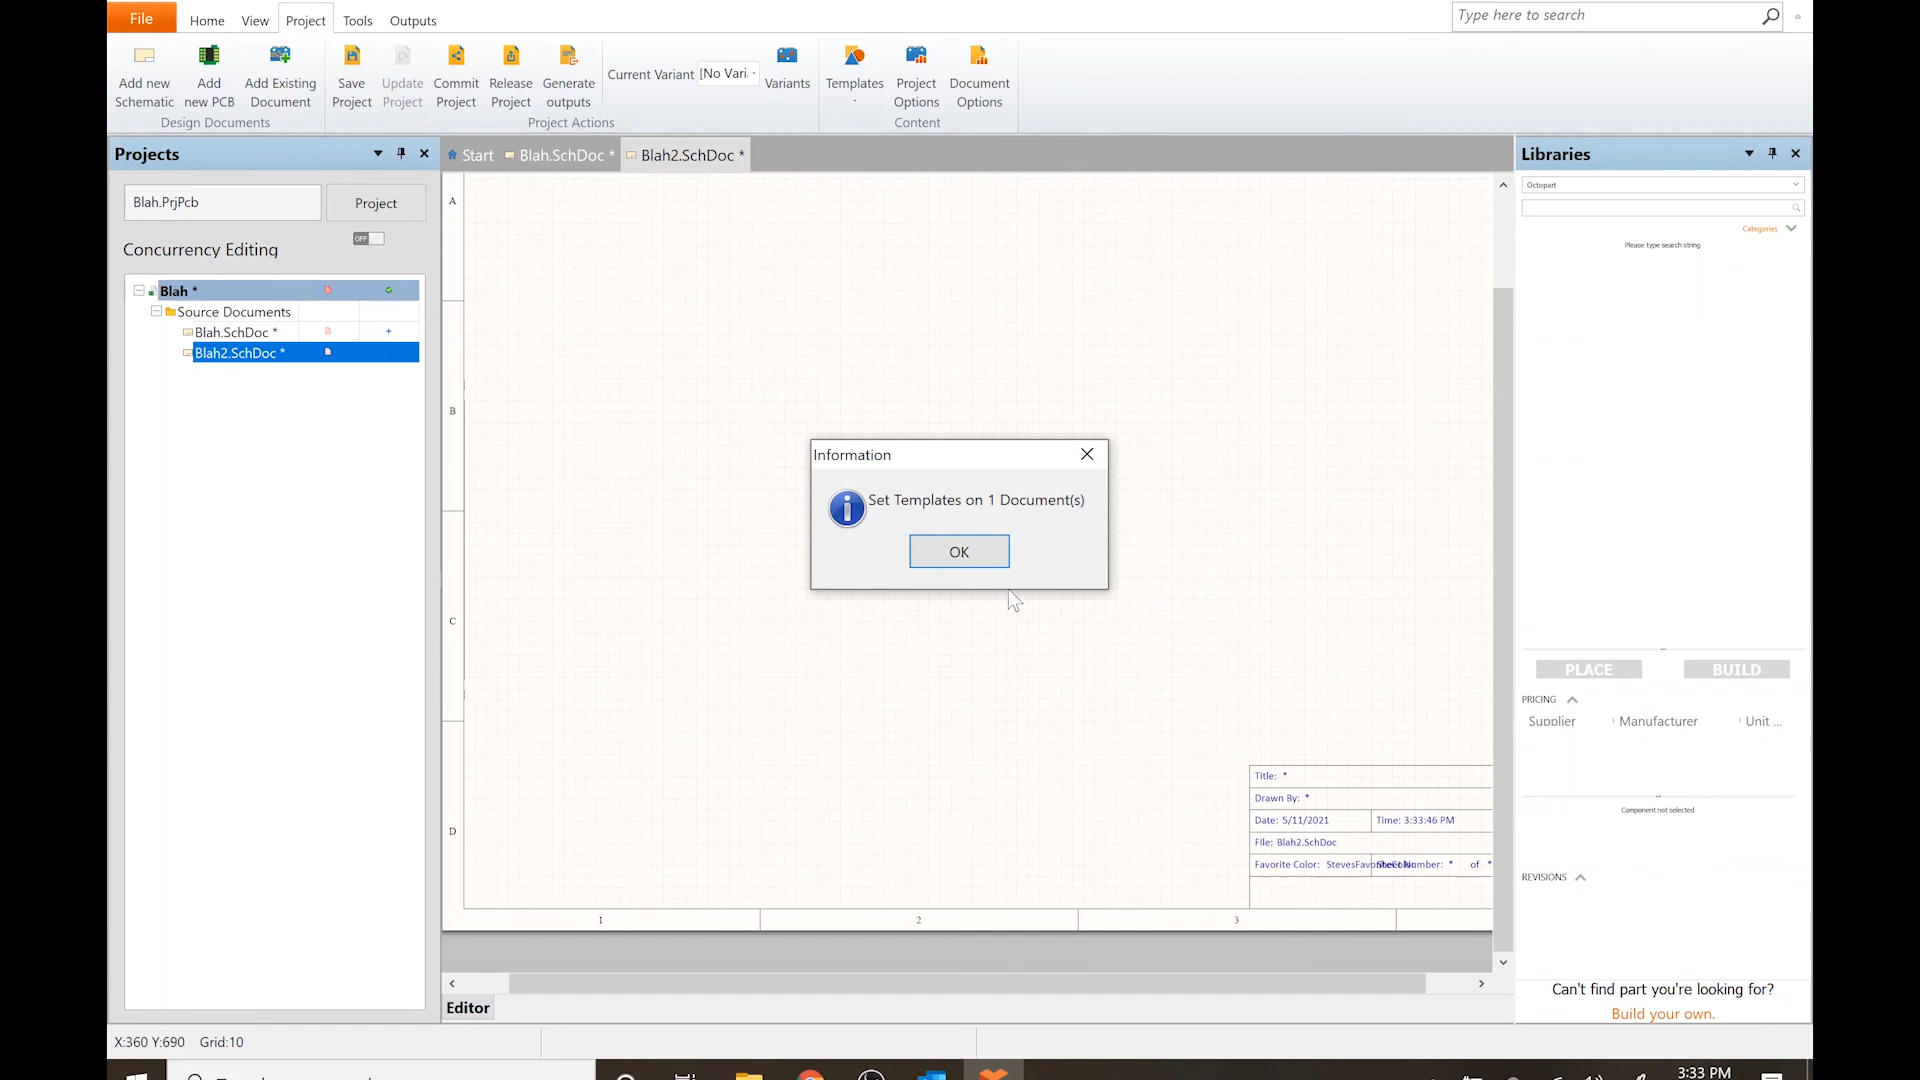 File Home View Project Tools Outputs
Type here to search
Add new Schematic
Add new PCB
Add Existing Document
Design Documents
Save Project
Update Project
Commit Project
Release Project
Generate outputs
Project Actions
Current Variant [No Vari.
Variants
Templates
Project Options
Document Options
Content
Projects
Start Blah.SchDoc * Blah2.SchDoc *
Libraries
Blah.PrjPcb
Project
Concurrency Editing
OFF
Blah *
Source Documents
Blah.SchDoc *
Blah2.SchDoc *
A
B
C
D
1 2 3
Information
Set Templates on 1 Document(s)
OK
Title: *
Drawn By: *
Date: 5/11/2021 Time: 3:33:46 PM
File: Blah2.SchDoc
Favorite Color: Number: * of *
Editor
Octopart
Categories
Please type search string
PLACE BUILD
PRICING
Supplier Manufacturer Unit ...
Component not selected
REVISIONS
Can't find part you're looking for?
Build your own.
X:360 Y:690 Grid:10
3:33 PM